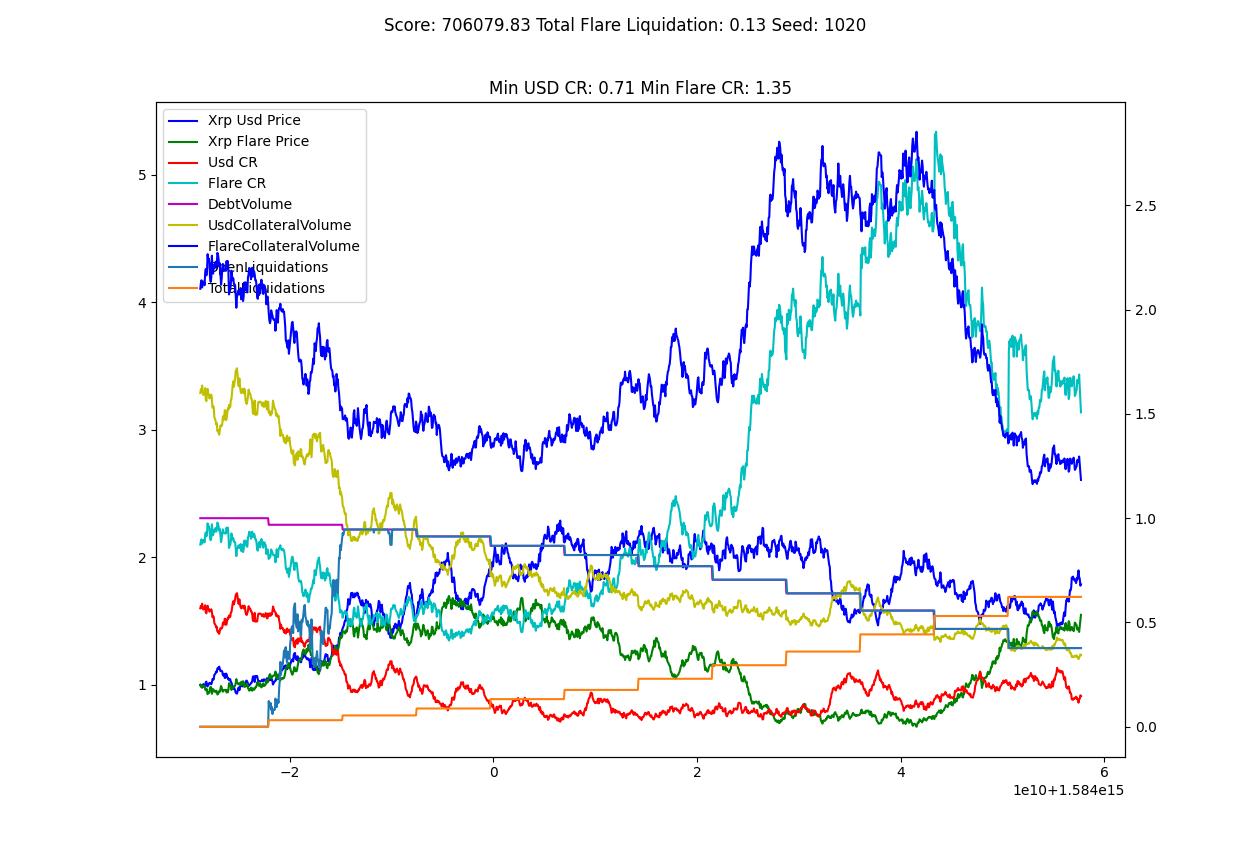 Score: 706079.83 Total Flare Liquidation: 0.13 Seed: 1020
Min USD CR: 0.71 Min Flare CR: 1.35
Xrp Usd Price
Xrp Flare Price
Usd CR
Flare CR
DebtVolume
UsdCollateralVolume
FlareCollateralVolume
OpenLiquidations
TotalLiquidations
5
4
3
2
1
2.5
2.0
1.5
1.0
0.5
0.0
−2
0
2
4
6
1e10+1.584e15